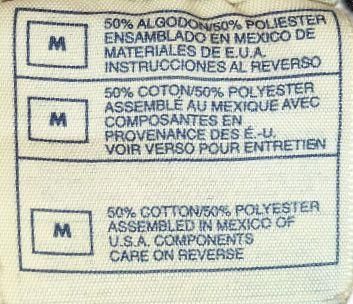 M
50% ALGODON/50% POLIESTER
ENSAMBLADO EN MEXICO DE
MATERIALES DE E.U.A.
INSTRUCCIONES AL REVERSO
M
50% COTON/50% POLYESTER
ASSEMBLÉ AU MEXIQUE AVEC
COMPOSANTES EN
PROVENANCE DES É.-U.
VOIR VERSO POUR ENTRETIEN
M
50% COTTON/50% POLYESTER
ASSEMBLED IN MEXICO OF
U.S.A. COMPONENTS
CARE ON REVERSE